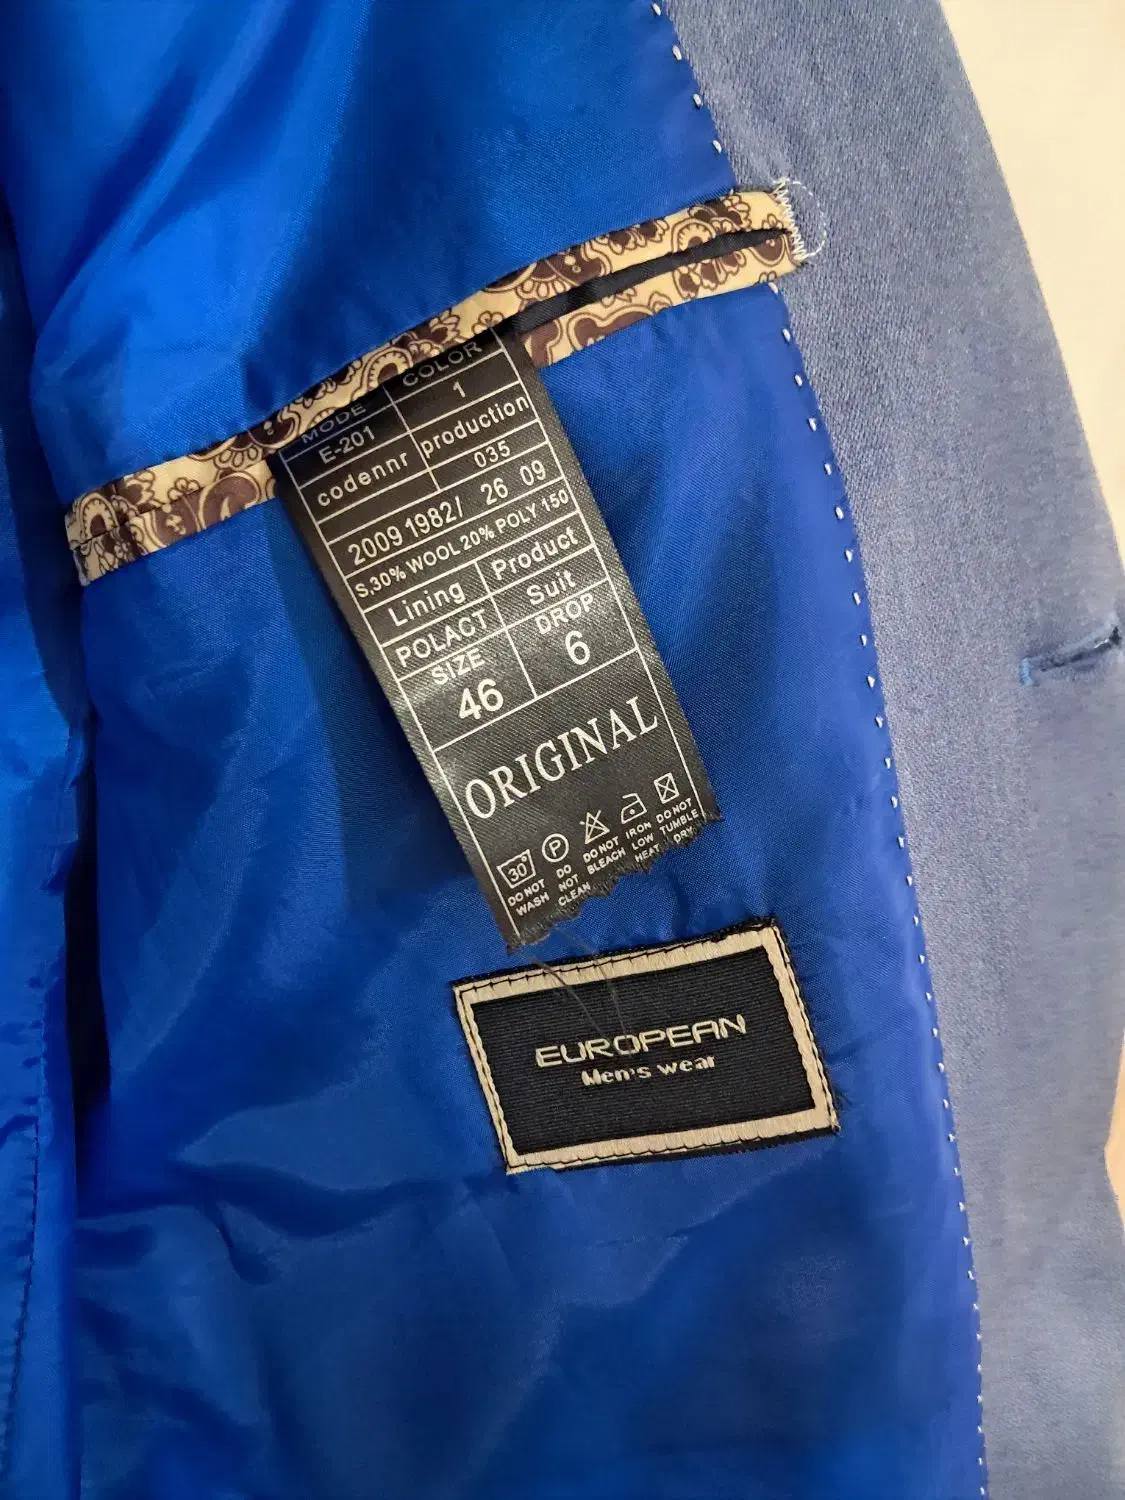 MODE COLOR
E-201 1
codennr production
035
2009 1982/ 26 09
S,30% WOOL 20% POLY 150
Lining Product
POLACT Suit
SIZE DROP
46 6
ORIGINAL
30°
P
DO NOT WASH
DO NOT CLEAN
DO NOT BLEACH
IRON LOW HEAT
DO NOT TUMBLE DRY
EUROPEAN
Men's wear